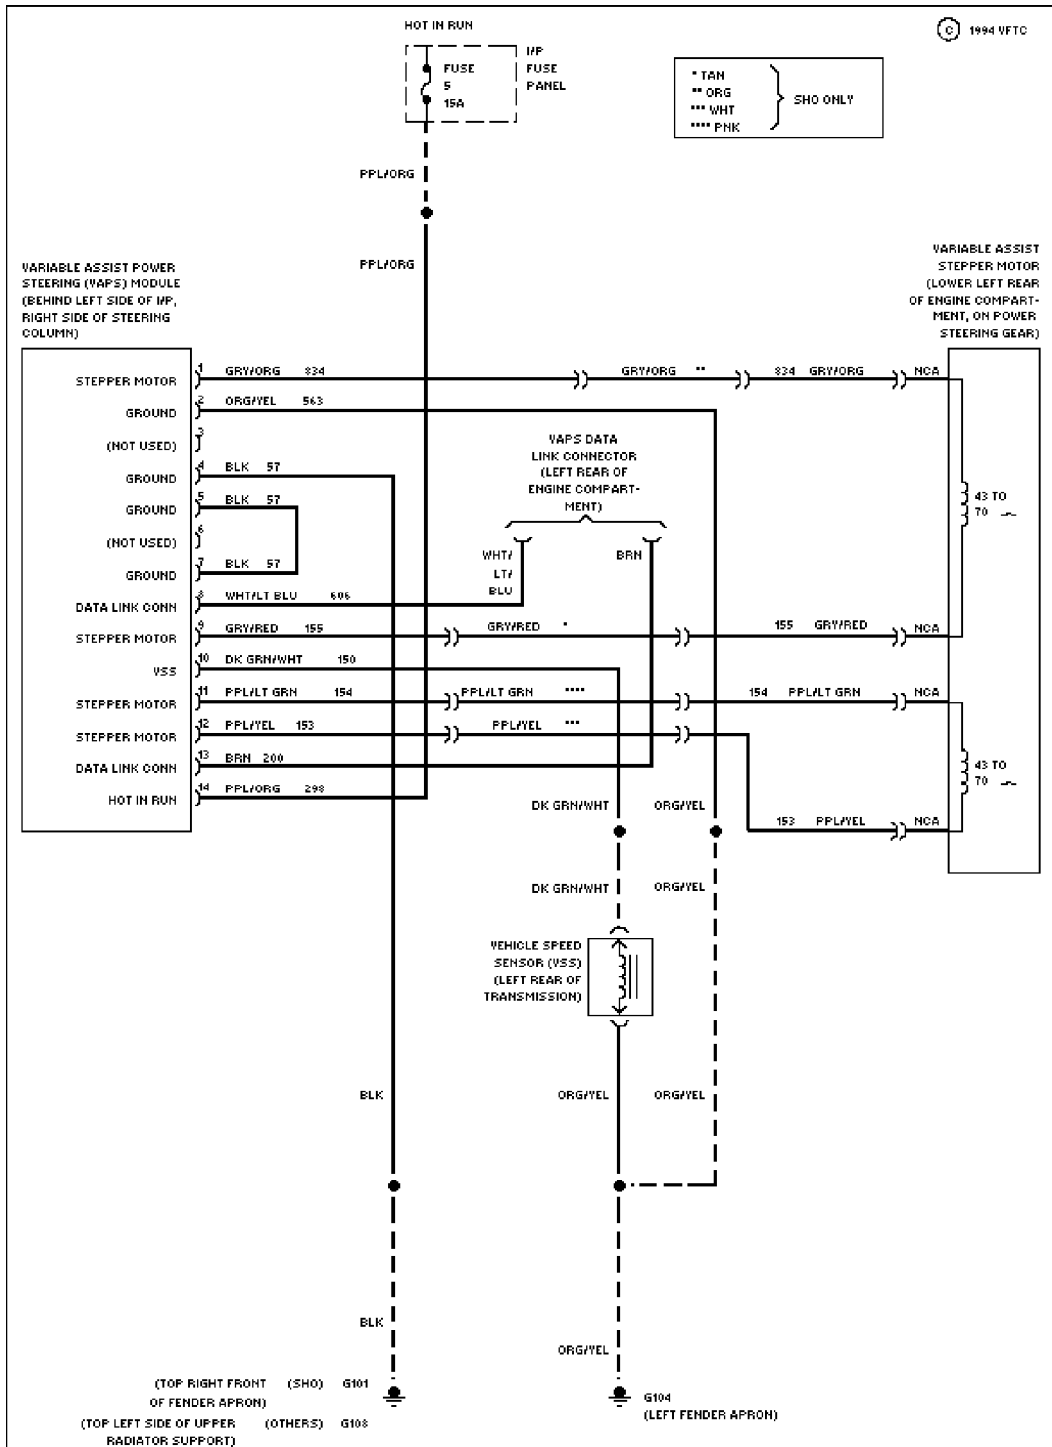 HOT IN RUN
© 1994 VFTC
I/P
FUSE
PANEL
FUSE
5
15A
* TAN
** ORG
*** WHT
**** PNK
SHO ONLY
PPL/ORG
PPL/ORG
VARIABLE ASSIST POWER
STEERING (VAPS) MODULE
(BEHIND LEFT SIDE OF I/P,
RIGHT SIDE OF STEERING
COLUMN)
VARIABLE ASSIST
STEPPER MOTOR
(LOWER LEFT REAR
OF ENGINE COMPART-
MENT, ON POWER
STEERING GEAR)
STEPPER MOTOR 1 GRY/ORG 834 GRY/ORG ** 834 GRY/ORG NCA
GROUND 2 ORG/YEL 563
(NOT USED) 3
GROUND 4 BLK 57
GROUND 5 BLK 57
(NOT USED) 6
GROUND 7 BLK 57
VAPS DATA
LINK CONNECTOR
(LEFT REAR OF
ENGINE COMPART-
MENT)
43 TO
70
WHT/
LT/
BLU
BRN
DATA LINK CONN 8 WHT/LT BLU 606
STEPPER MOTOR 9 GRY/RED 155 GRY/RED * 155 GRY/RED NCA
VSS 10 DK GRN/WHT 150
STEPPER MOTOR 11 PPL/LT GRN 154 PPL/LT GRN **** 154 PPL/LT GRN NCA
STEPPER MOTOR 12 PPL/YEL 153 PPL/YEL ***
DATA LINK CONN 13 BRN 200
HOT IN RUN 14 PPL/ORG 298
43 TO
70
DK GRN/WHT ORG/YEL
153 PPL/YEL NCA
DK GRN/WHT ORG/YEL
VEHICLE SPEED
SENSOR (VSS)
(LEFT REAR OF
TRANSMISSION)
BLK ORG/YEL ORG/YEL
BLK
ORG/YEL
(TOP RIGHT FRONT (SHO) G101
OF FENDER APRON)
(TOP LEFT SIDE OF UPPER (OTHERS) G108
RADIATOR SUPPORT)
G104
(LEFT FENDER APRON)